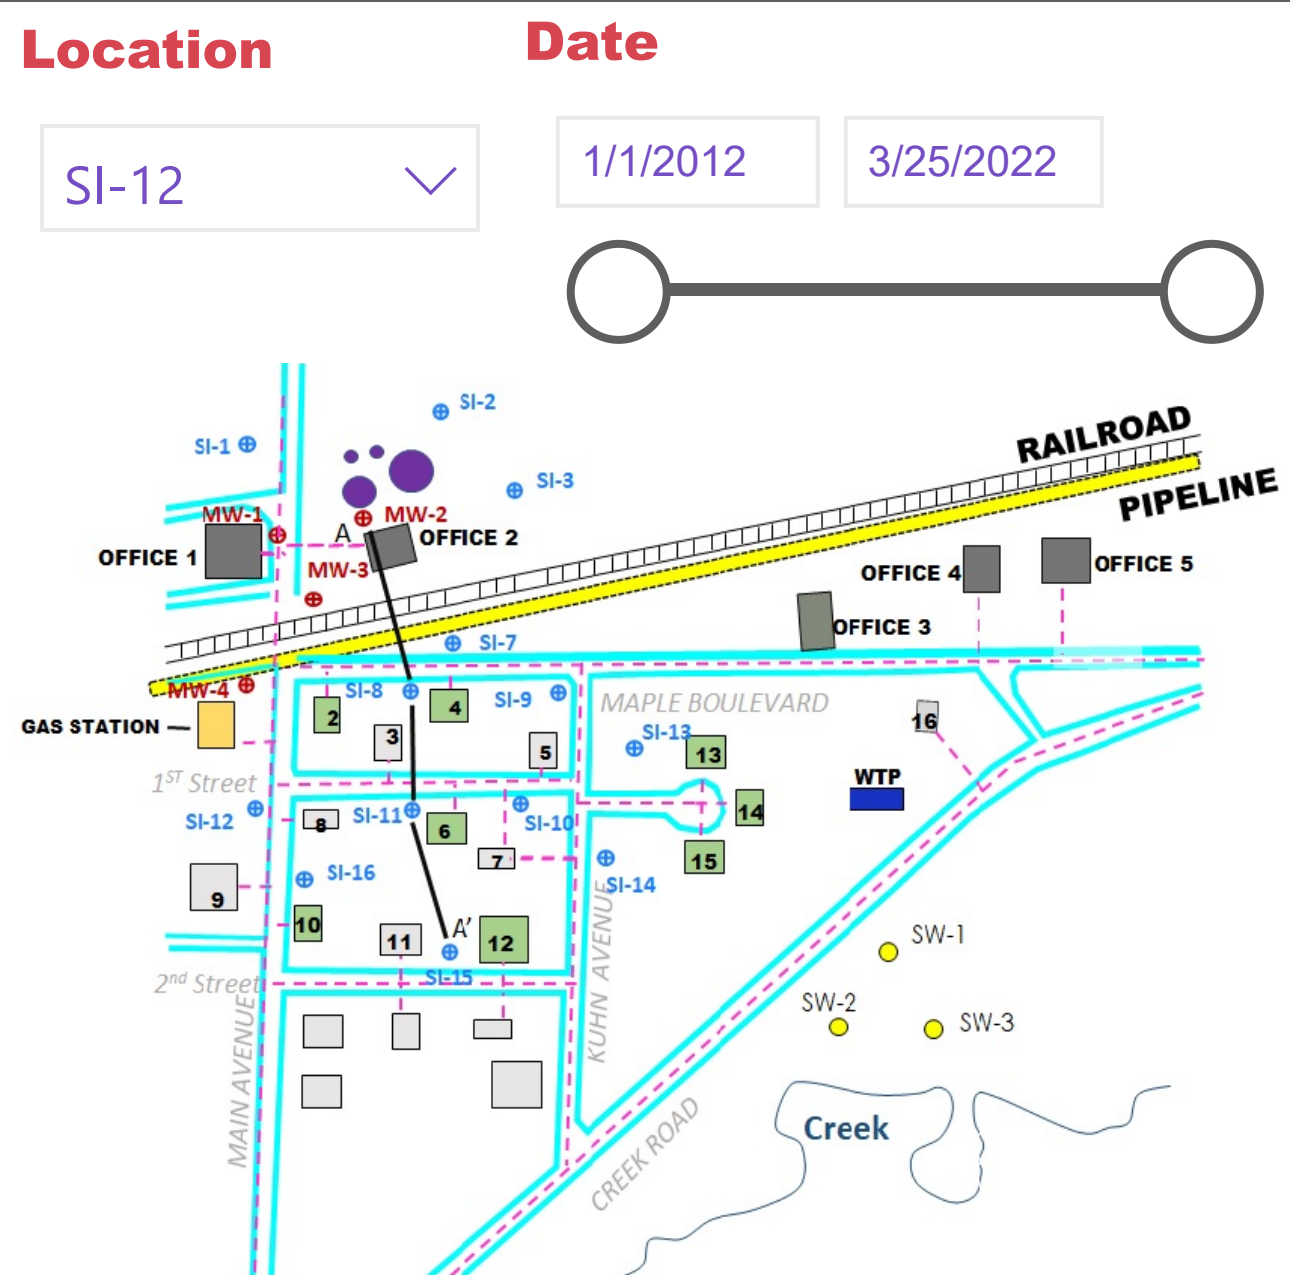 Location
Date
SI-12
1/1/2012
3/25/2022
SI-2
SI-1
SI-3
RAILROAD
PIPELINE
MW-1
MW-2
A
OFFICE 2
OFFICE 1
MW-3
OFFICE 4
OFFICE 5
OFFICE 3
SI-7
MW-4
SI-8
SI-9
MAPLE BOULEVARD
2
4
GAS STATION
3
5
SI-13
13
16
1ST Street
WTP
SI-12
8
SI-11
6
SI-10
14
7
15
SI-16
SI-14
9
10
11
A’
12
SI-15
2nd Street
MAIN AVENUE
KUHN AVENUE
CREEK ROAD
SW-1
SW-2
SW-3
Creek